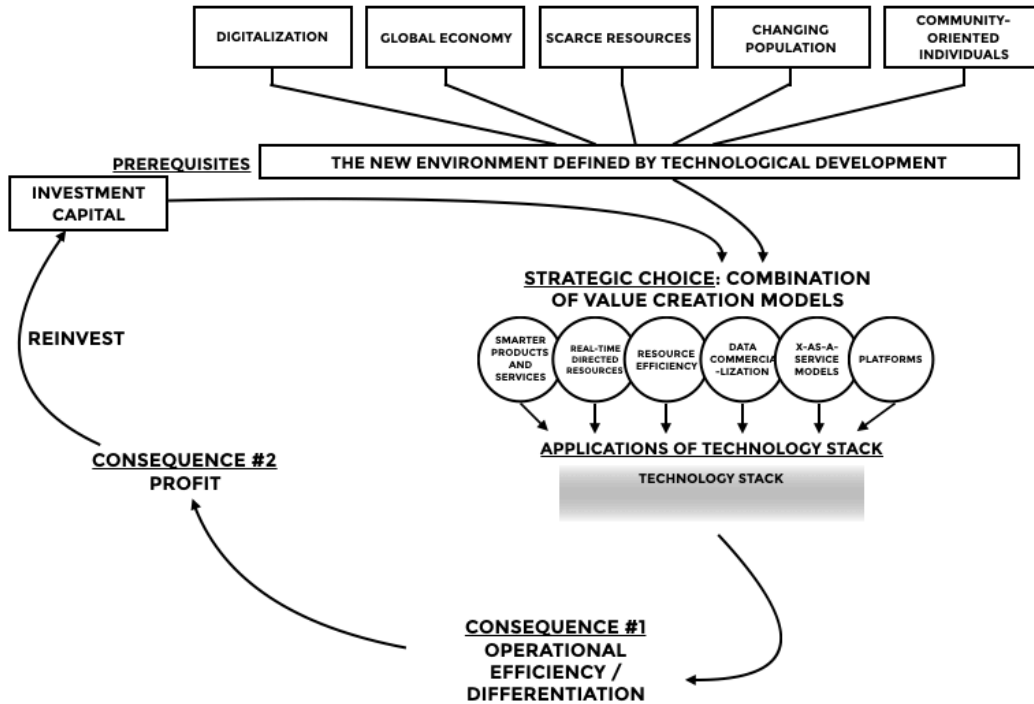 DIGITALIZATION
GLOBAL ECONOMY
SCARCE RESOURCES
CHANGING
POPULATION
COMMUNITY-
ORIENTED
INDIVIDUALS
PREREQUISITES
THE NEW ENVIRONMENT DEFINED BY TECHNOLOGICAL DEVELOPMENT
INVESTMENT
CAPITAL
STRATEGIC CHOICE: COMBINATION
OF VALUE CREATION MODELS
REINVEST
SMARTER
PRODUCTS
AND
SERVICES
REAL-TIME
DIRECTED
RESOURCES
RESOURCE
EFFICIENCY
DATA
COMMERCIA
-LIZATION
X-AS-A-
SERVICE
MODELS
PLATFORMS
APPLICATIONS OF TECHNOLOGY STACK
TECHNOLOGY STACK
CONSEQUENCE #2
PROFIT
CONSEQUENCE #1
OPERATIONAL
EFFICIENCY /
DIFFERENTIATION